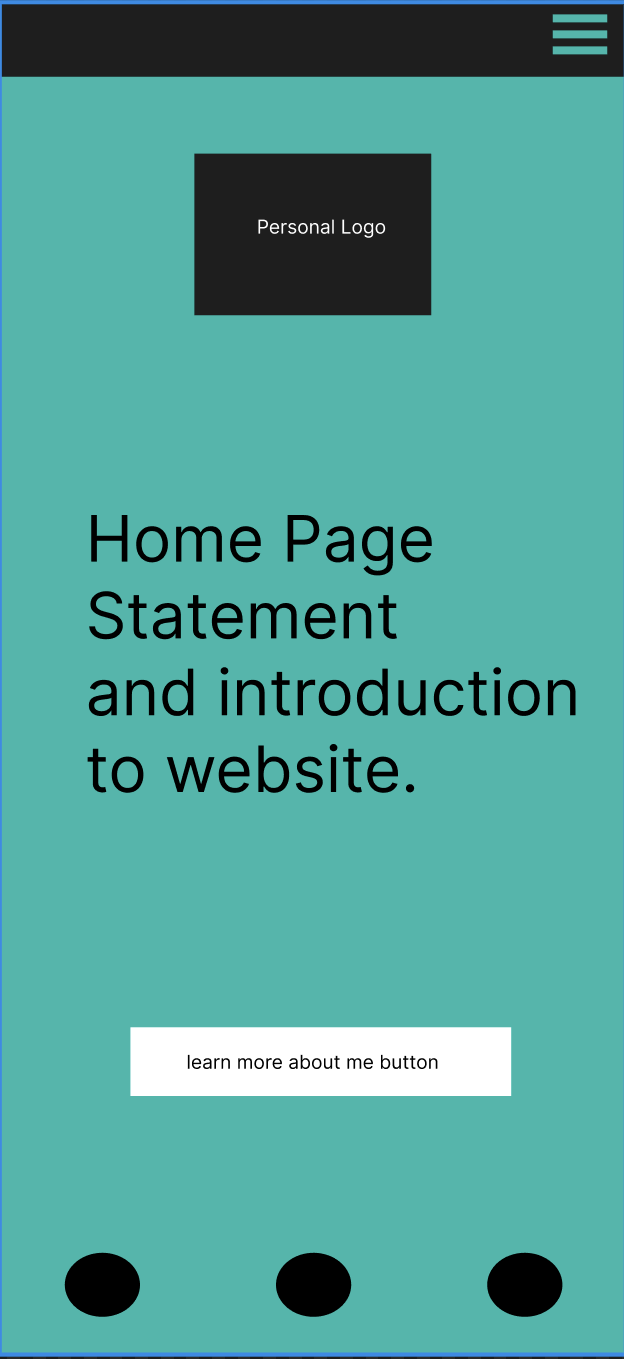 Personal Logo
Home Page
Statement
and introduction
to website.
learn more about me button